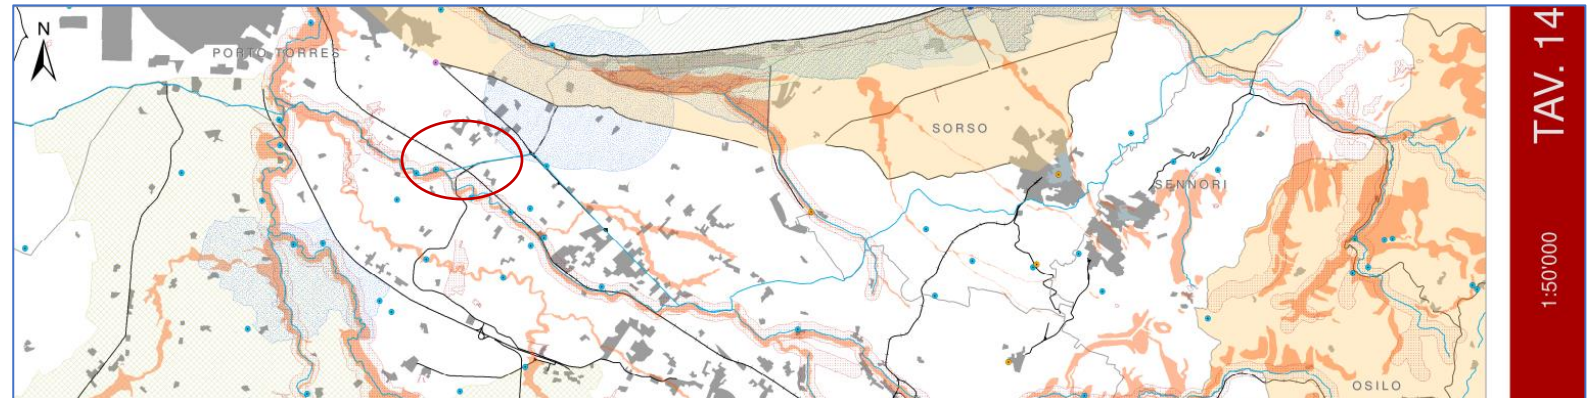 N
PORTO TORRES
SORSO
SENNORI
OSILO
TAV. 14
1:50'000